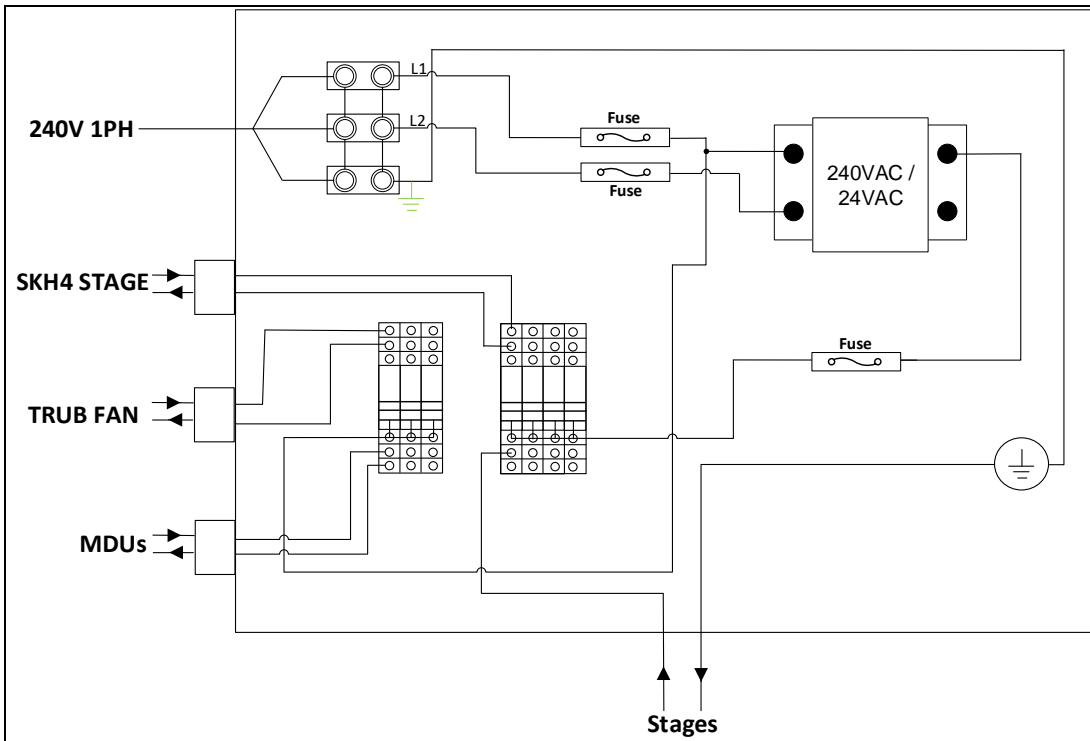 L1
240V 1PH
L2
Fuse
Fuse
240VAC /
24VAC
SKH4 STAGE
Fuse
TRUB FAN
MDUs
Stages